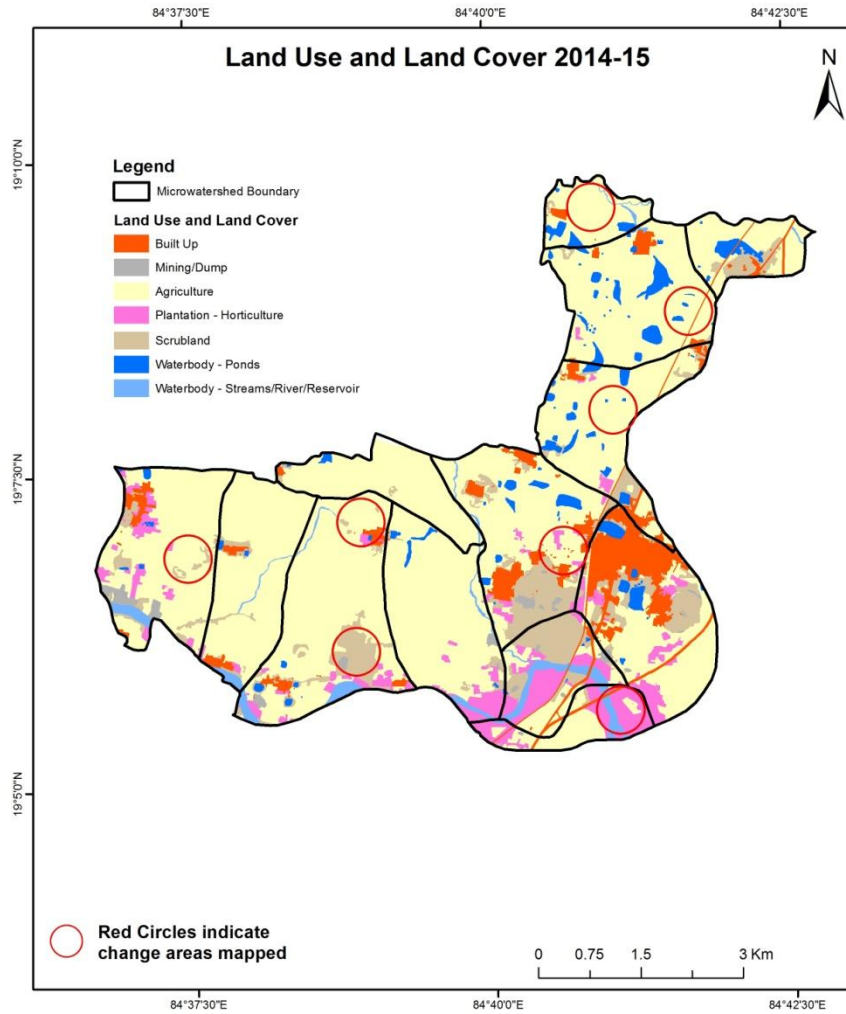 84°37'30"E 84°40'0"E 84°42'30"E
Land Use and Land Cover 2014-15
N
19°10'0"N
Legend
Microwatershed Boundary
Land Use and Land Cover
Built Up
Mining/Dump
Agriculture
Plantation - Horticulture
Scrubland
Waterbody - Ponds
Waterbody - Streams/River/Reservoir
19°7'30"N
19°5'0"N
Red Circles indicate
change areas mapped
0 0.75 1.5 3 Km
84°37'30"E 84°40'0"E 84°42'30"E